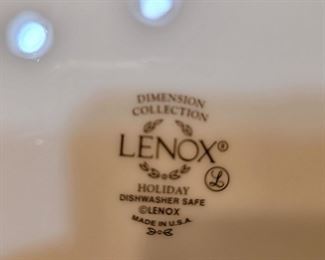 DIMENSION
COLLECTION
LENOX®
L
HOLIDAY
DISHWASHER SAFE
©LENOX
MADE IN U.S.A.